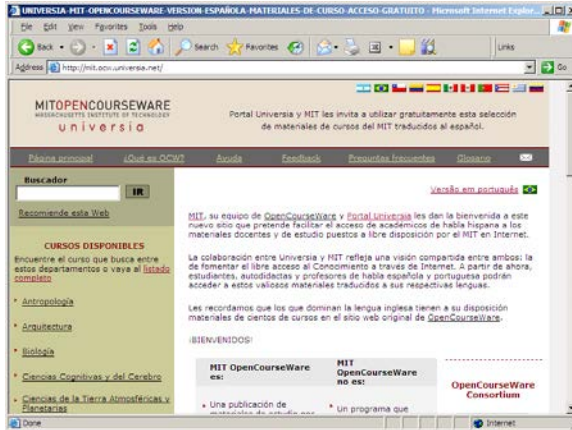 UNIVERSIA-MIT-OPENCOURSEWARE-VERSION-ESPAÑOLA-MATERIALES-DE-CURSO-ACCESO-GRATUITO - Microsoft Internet Explor...
File Edit View Favorites Tools Help
Back Search Favorites Links
Address http://mit.ocw.universia.net/ Go
MITOPENCOURSEWARE
MASSACHUSETTS INSTITUTE OF TECHNOLOGY
universia
Portal Universia y MIT les invita a utilizar gratuitamente esta selección
de materiales de cursos del MIT traducidos al español.
Página principal ¿Qué es OCW? Ayuda Feedback Preguntas frecuentes Glosario
Buscador
IR
Recomiende esta Web
CURSOS DISPONIBLES
Encuentre el curso que busca entre
estos departamentos o vaya al listado
completo
Antropología
Arquitectura
Biología
Ciencias Cognitivas y del Cerebro
Ciencias de la Tierra Atmosféricas y
Planetarias
Versão em português
MIT, su equipo de OpenCourseWare y Portal Universia les dan la bienvenida a este
nuevo sitio que pretende facilitar el acceso de académicos de habla hispana a los
materiales docentes y de estudio puestos a libre disposición por el MIT en Internet.
La colaboración entre Universia y MIT refleja una visión compartida entre ambos: la
de fomentar el libre acceso al Conocimiento a través de Internet. A partir de ahora,
estudiantes, autodidactas y profesores de habla española y portuguesa podrán
acceder a estos valiosos materiales traducidos a sus respectivas lenguas.
Les recordamos que los que dominan la lengua inglesa tienen a su disposición
materiales de cientos de cursos en el sitio web original de OpenCourseWare.
¡BIENVENIDOS!
MIT OpenCourseWare
es:
Una publicación de
materiales de estudio con
MIT
OpenCourseWare
no es:
Un programa que
OpenCourseWare
Consortium
Done Internet